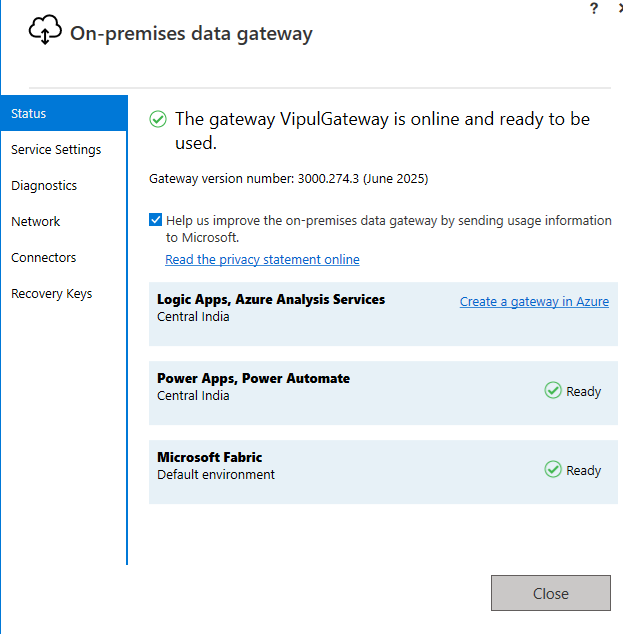 ?
On-premises data gateway
Status
Service Settings
Diagnostics
Network
Connectors
Recovery Keys
The gateway VipulGateway is online and ready to be
used.
Gateway version number: 3000.274.3 (June 2025)
Help us improve the on-premises data gateway by sending usage information
to Microsoft.
Read the privacy statement online
Logic Apps, Azure Analysis Services
Create a gateway in Azure
Central India
Power Apps, Power Automate
Central India
Ready
Microsoft Fabric
Default environment
Ready
Close